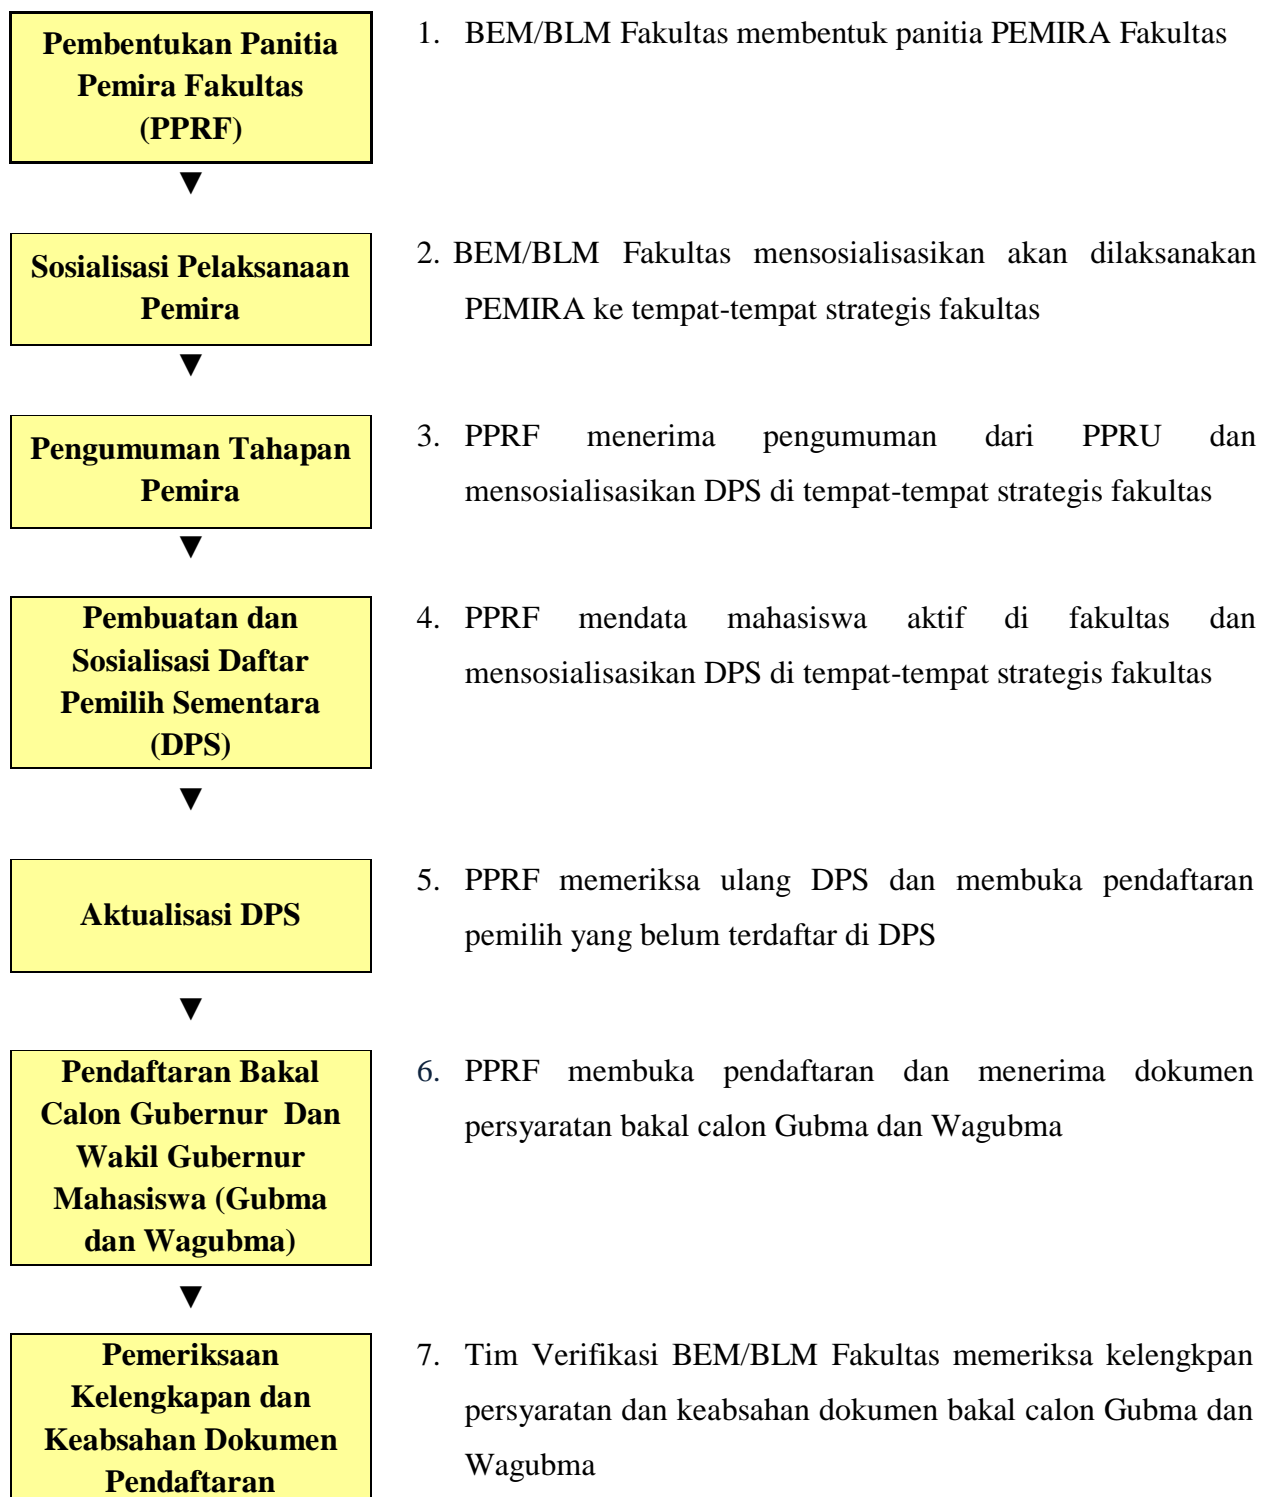 Pembentukan Panitia
Pemira Fakultas
(PPRF)
1. BEM/BLM Fakultas membentuk panitia PEMIRA Fakultas
▼
Sosialisasi Pelaksanaan
Pemira
2. BEM/BLM Fakultas mensosialisasikan akan dilaksanakan
PEMIRA ke tempat-tempat strategis fakultas
▼
Pengumuman Tahapan
Pemira
3. PPRF menerima pengumuman dari PPRU dan
mensosialisasikan DPS di tempat-tempat strategis fakultas
▼
Pembuatan dan
Sosialisasi Daftar
Pemilih Sementara
(DPS)
4. PPRF mendata mahasiswa aktif di fakultas dan
mensosialisasikan DPS di tempat-tempat strategis fakultas
▼
Aktualisasi DPS
5. PPRF memeriksa ulang DPS dan membuka pendaftaran
pemilih yang belum terdaftar di DPS
▼
Pendaftaran Bakal
Calon Gubernur Dan
Wakil Gubernur
Mahasiswa (Gubma
dan Wagubma)
6. PPRF membuka pendaftaran dan menerima dokumen
persyaratan bakal calon Gubma dan Wagubma
▼
Pemeriksaan
Kelengkapan dan
Keabsahan Dokumen
Pendaftaran
7. Tim Verifikasi BEM/BLM Fakultas memeriksa kelengkpan
persyaratan dan keabsahan dokumen bakal calon Gubma dan
Wagubma